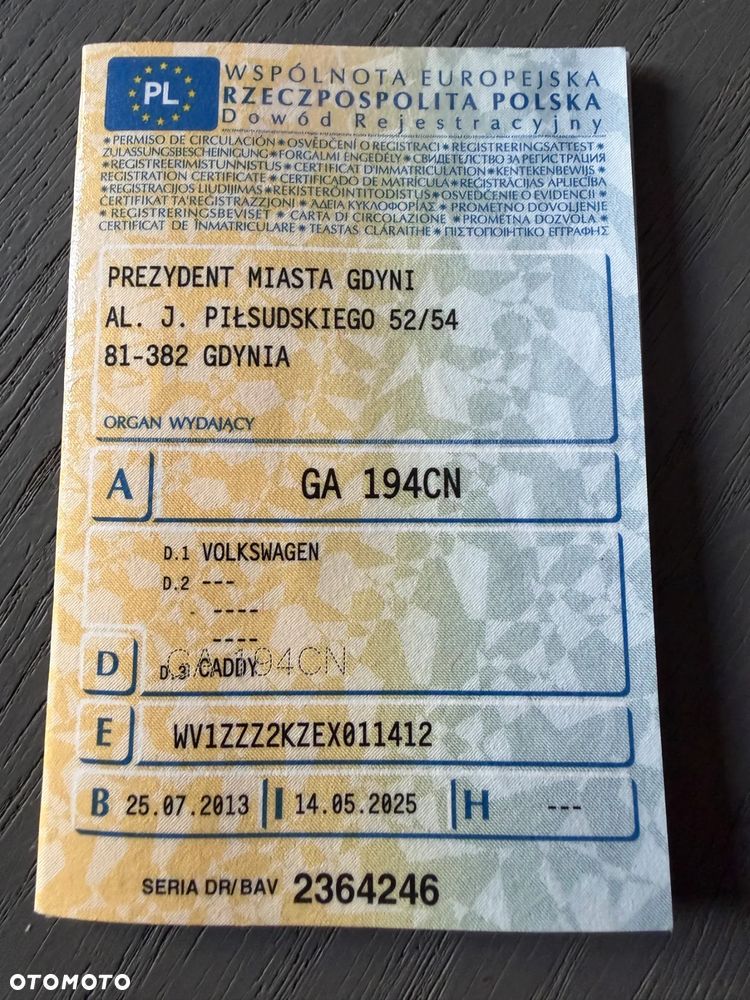 PL
WSPÓLNOTA EUROPEJSKA
RZECZPOSPOLITA POLSKA
Dowód Rejestracyjny
★PERMISO DE CIRCULACIÓN★OSVĚDČENÍ O REGISTRACI★REGISTRERINGSATTEST★
ZULASSUNGSBESCHEINIGUNG★FORGALMI ENGEDÉLY★СВИДЕТЕЛСТВО ЗА РЕГИСТРАЦИЯ
★REGISTREERIMISTUNNISTUS★CERTIFICAT D'IMMATRICULATION★KENTEKENBEWIJS
REGISTRATION CERTIFICATE★CERTIFICADO DE MATRÍCULA★REĢISTRĀCIJAS APLIECĪBA
★REGISTRACIJOS LIUDIJIMAS★REKISTERÖINTITODISTUS★OSVEDČENIE O EVIDENCII★
ĊERTIFIKAT TA'REĠISTRAZZJONI★ΑΔΕΙΑ ΚΥΚΛΟΦΟΡΙΑΣ★PROMETNO DOVOLJENJE
★REGISTRERINGSBEVISET★CARTA DI CIRCOLAZIONE★PROMETNA DOZVOLA★
CERTIFICAT DE ÎNMATRICULARE★TEASTAS CLÁRAITHE★ΠΙΣΤΟΠΟΙΗΤΙΚΟ ΕΓΓΡΑΦΗΣ
PREZYDENT MIASTA GDYNI
AL. J. PIŁSUDSKIEGO 52/54
81-382 GDYNIA
ORGAN WYDAJĄCY
A GA 194CN
D.1 VOLKSWAGEN
D.2 ---
----
----
GA 194CN
D D.3 CADDY
E WV1ZZZ2KZEX011412
B 25.07.2013 I 14.05.2025 H ---
SERIA DR/BAV 2364246
OTOMOTO